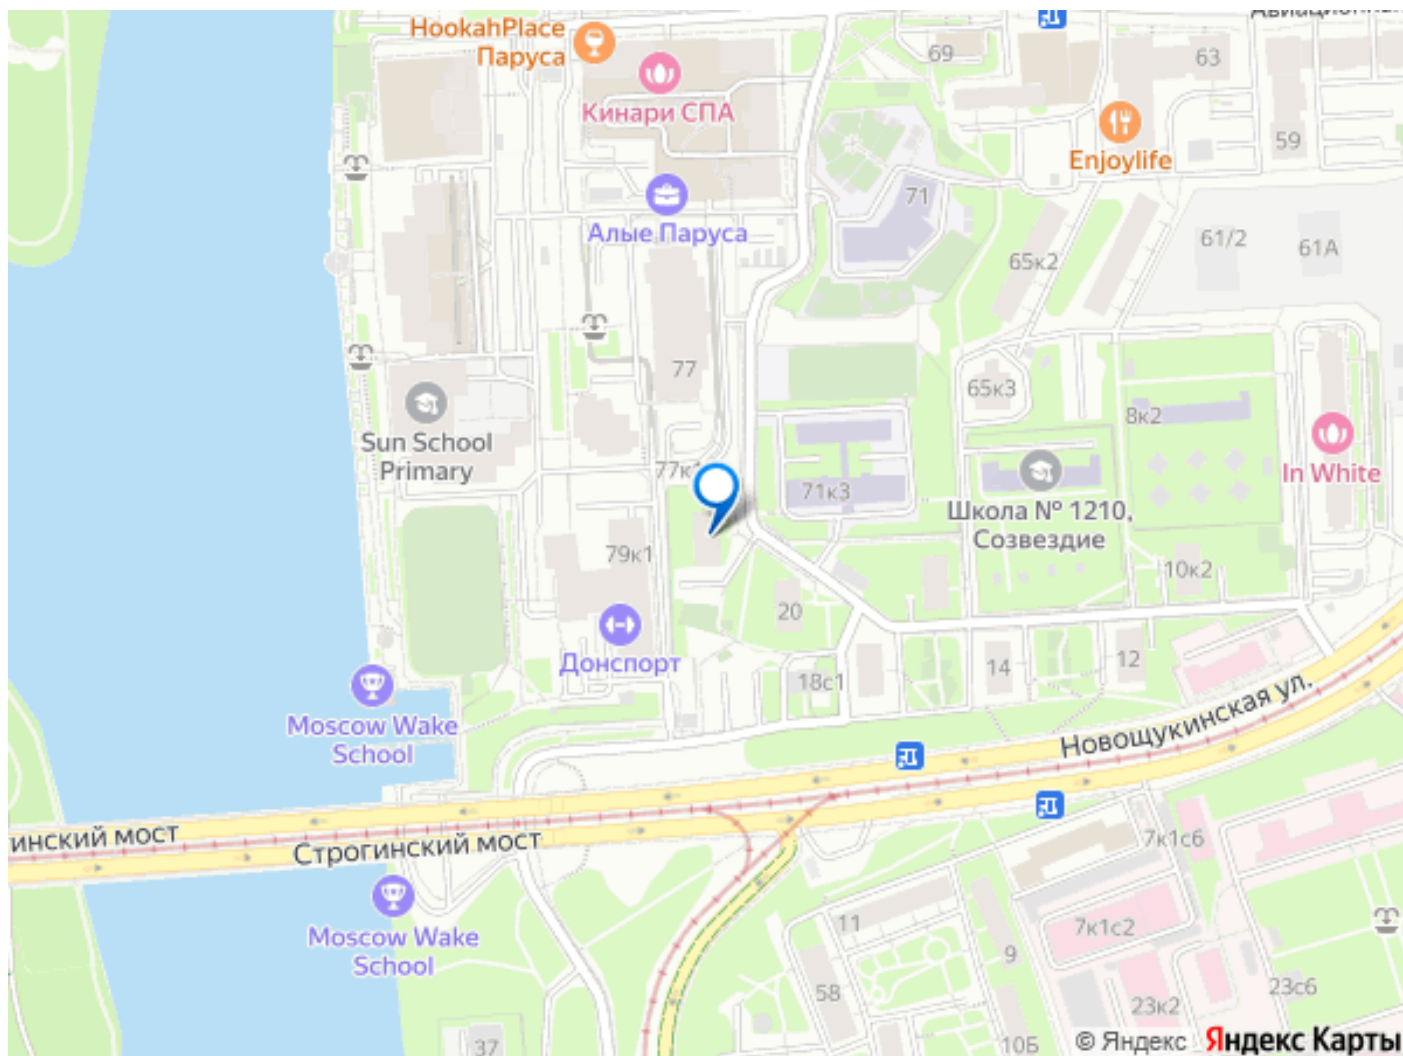 HookahPlace
Паруса
Кинари СПА
69
63
Enjoylife
59
Алые Паруса
71
65к2
61/2
61А
77
65к3
8к2
Sun School
Primary
In White
71к3
Школа № 1210,
Созвездие
79к1
10к2
20
Донспорт
18с1
14
12
Moscow Wake
School
Новощукинская ул.
Строгинский мост
7к1с6
Moscow Wake
School
11
9
7к1с2
58
23к2
23с6
37
10Б
© Яндекс
Яндекс Карты